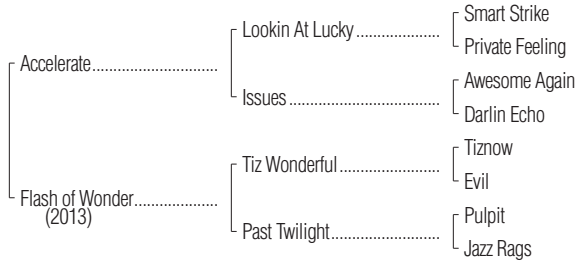 Smart Strike
Lookin At Lucky
Private Feeling
Accelerate
Awesome Again
Issues
Darlin Echo
Tiznow
Tiz Wonderful
Evil
Flash of Wonder
(2013)
Pulpit
Past Twilight
Jazz Rags